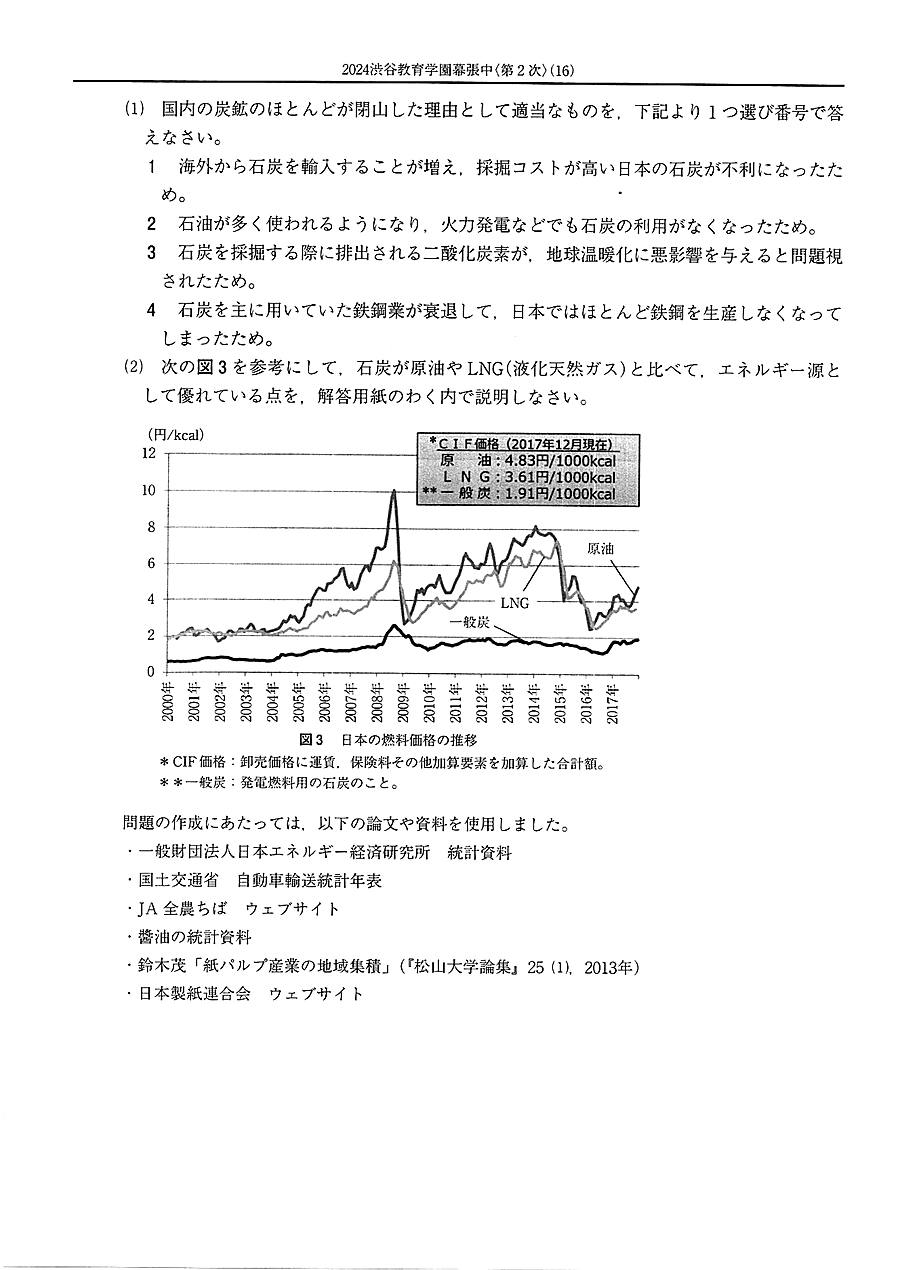 2024渋谷教育学園幕張中〈第2次〉(16)
(1) 国内の炭鉱のほとんどが閉山した理由として適当なものを，下記より1つ選び番号で答
えなさい。
1 海外から石炭を輸入することが増え，採掘コストが高い日本の石炭が不利になったた
め。
2 石油が多く使われるようになり，火力発電などでも石炭の利用がなくなったため。
3 石炭を採掘する際に排出される二酸化炭素が，地球温暖化に悪影響を与えると問題視
されたため。
4 石炭を主に用いていた鉄鋼業が衰退して，日本ではほとんど鉄鋼を生産しなくなって
しまったため。
(2) 次の図3を参考にして，石炭が原油やLNG(液化天然ガス)と比べて，エネルギー源と
して優れている点を，解答用紙のわく内で説明しなさい。
(円/kcal)
*CIF価格（2017年12月現在）
原 油：4.83円/1000kcal
LNG：3.61円/1000kcal
**一般炭：1.91円/1000kcal
12
10
8
6
4
2
0
原油
LNG
一般炭
2000年
2001年
2002年
2003年
2004年
2005年
2006年
2007年
2008年
2009年
2010年
2011年
2012年
2013年
2014年
2015年
2016年
2017年
図3 日本の燃料価格の推移
＊CIF価格：卸売価格に運賃，保険料その他加算要素を加算した合計額。
＊＊一般炭：発電燃料用の石炭のこと。
問題の作成にあたっては，以下の論文や資料を使用しました。
・一般財団法人日本エネルギー経済研究所 統計資料
・国土交通省 自動車輸送統計年表
・JA全農ちば ウェブサイト
・醬油の統計資料
・鈴木茂「紙パルプ産業の地域集積」（『松山大学論集』25 (1)，2013年）
・日本製紙連合会 ウェブサイト